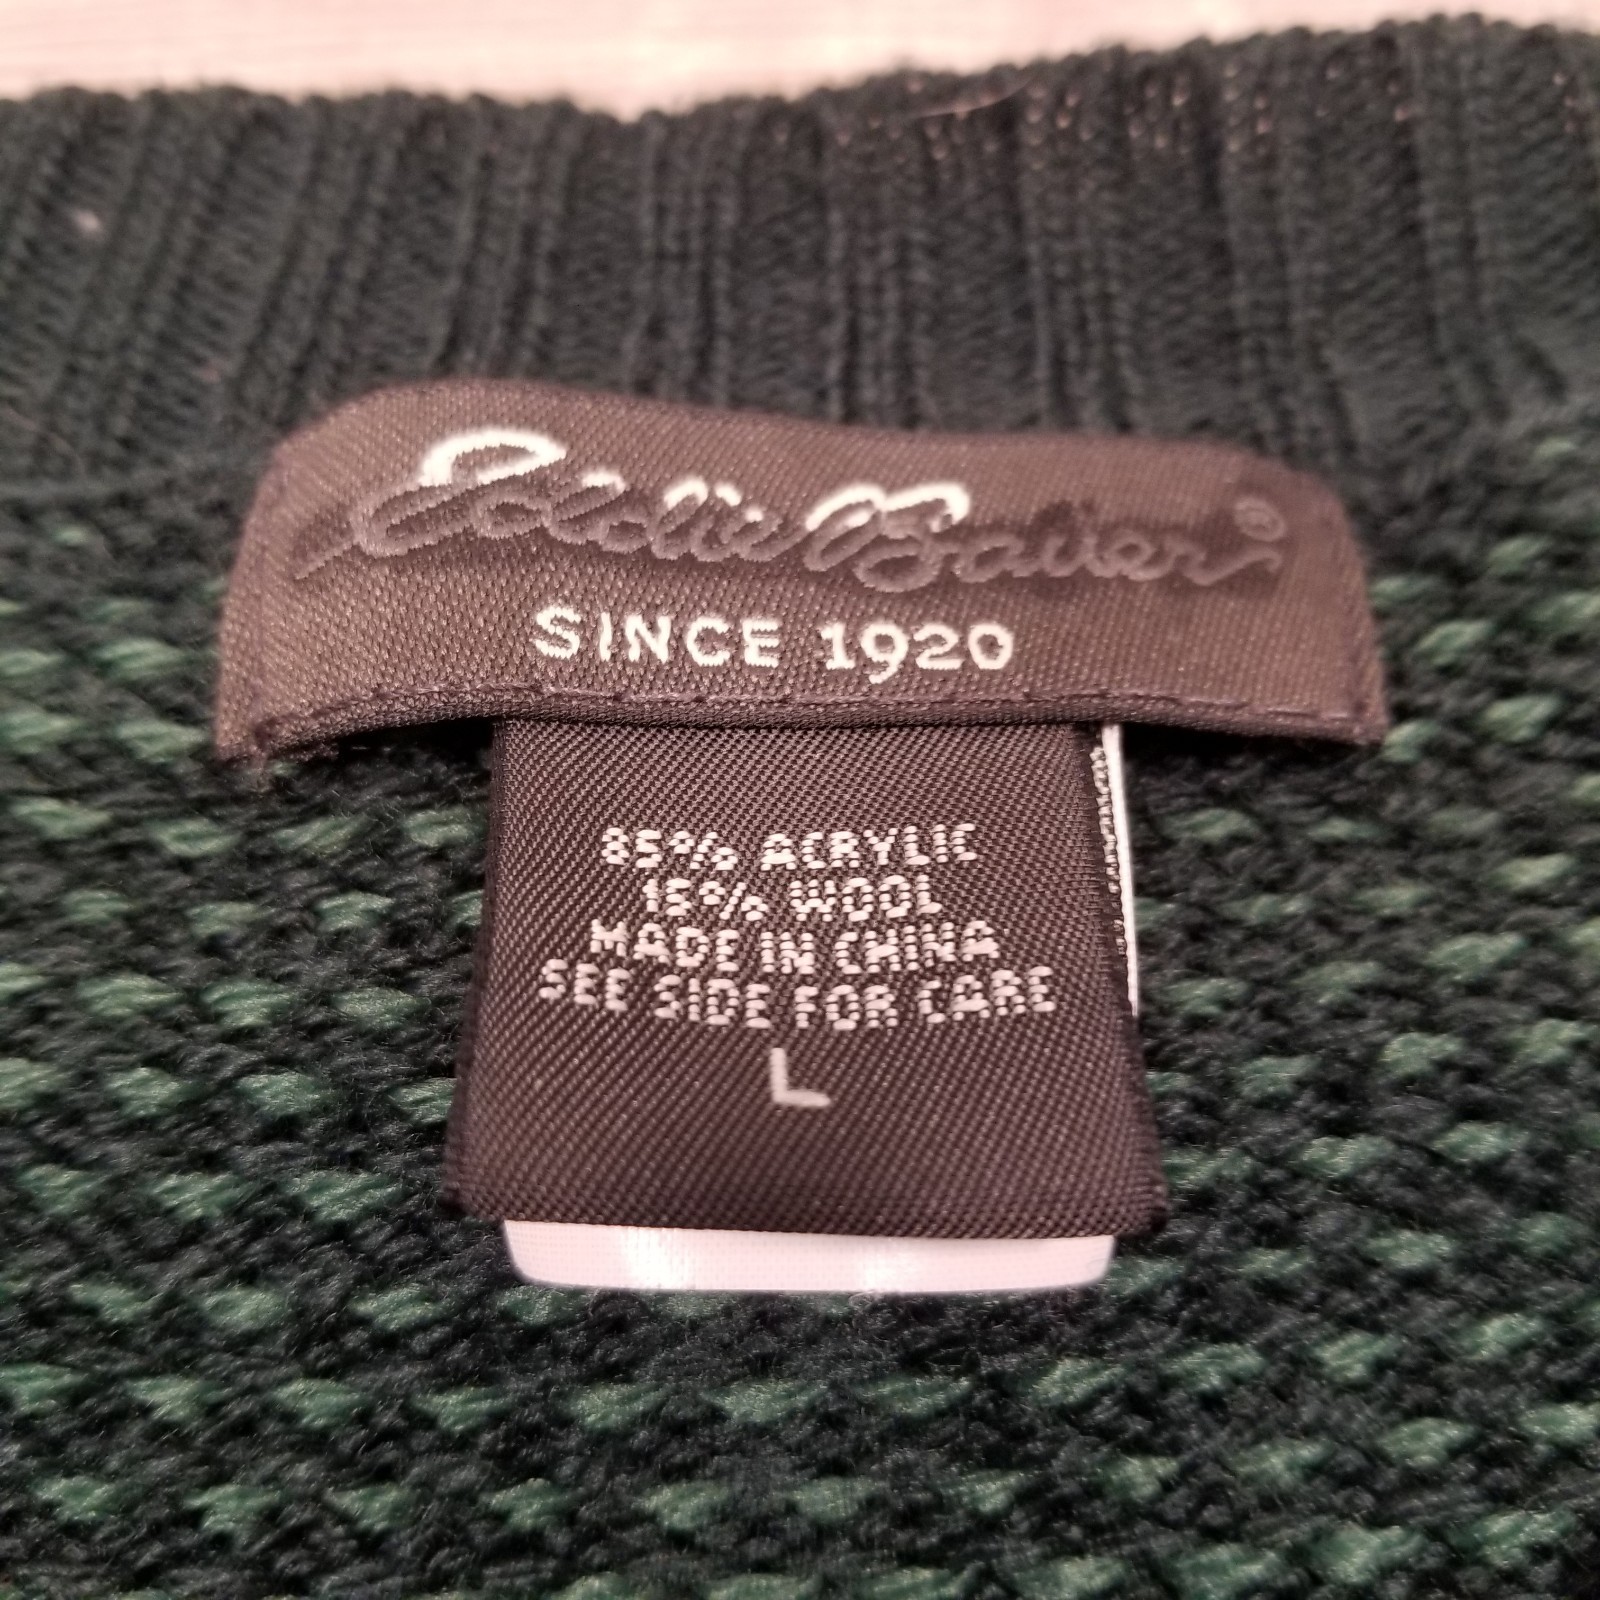 Eddie Bauer®
SINCE 1920
85% ACRYLIC
15% WOOL
MADE IN CHINA
SEE SIDE FOR CARE
L